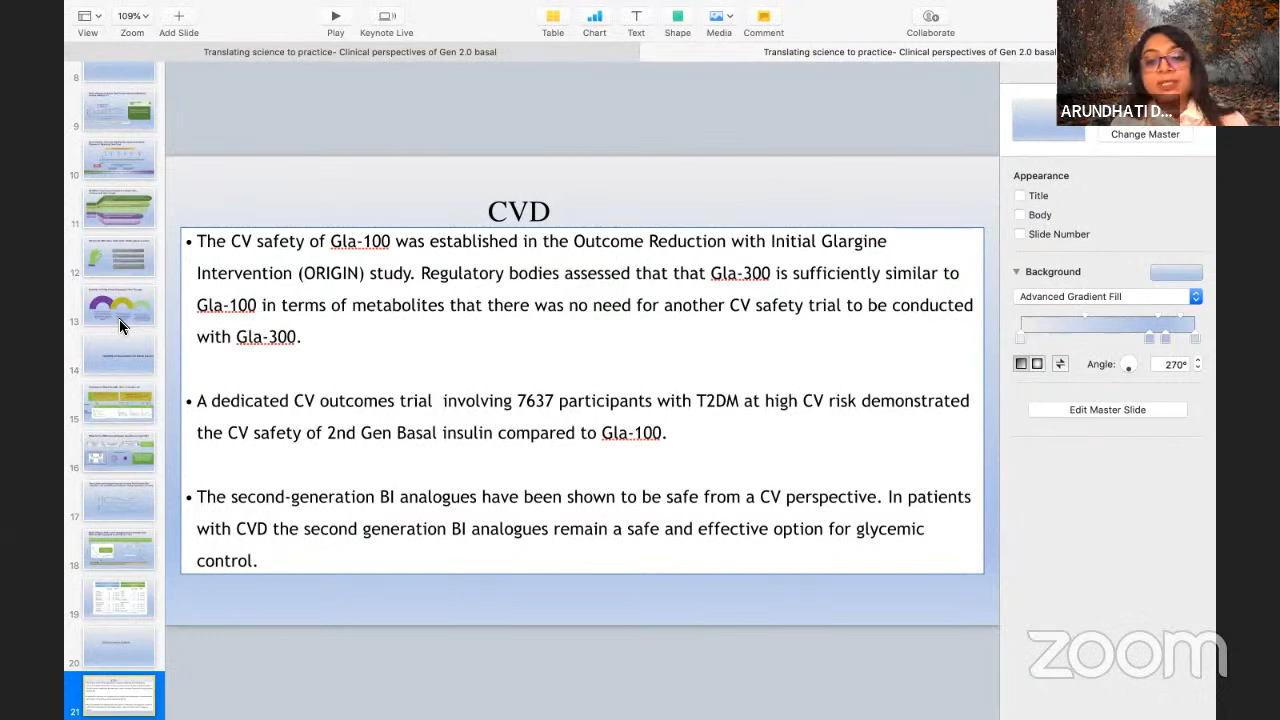 109%
View
Zoom
Add Slide
Play
Keynote Live
Table
Chart
Text
Shape
Media
Comment
Collaborate
Translating science to practice- Clinical perspectives of Gen 2.0 basal
Translating science to practice- Clinical perspectives of Gen 2.0 basal
ARUNDHATI D...
Change Master
8
9
10
11
12
13
14
15
16
17
18
19
20
21
CVD
• The CV safety of Gla-100 was established in the Outcome Reduction with Initial Glargine
Intervention (ORIGIN) study. Regulatory bodies assessed that that Gla-300 is sufficiently similar to
Gla-100 in terms of metabolites that there was no need for another CV safety trial to be conducted
with Gla-300.
• A dedicated CV outcomes trial involving 7637 participants with T2DM at high CV risk demonstrated
the CV safety of 2nd Gen Basal insulin compared to Gla-100.
• The second-generation BI analogues have been shown to be safe from a CV perspective. In patients
with CVD the second generation BI analogues remain a safe and effective option for glycemic
control.
Appearance
Title
Body
Slide Number
Background
Advanced Gradient Fill
Angle:
270°
Edit Master Slide
zoom